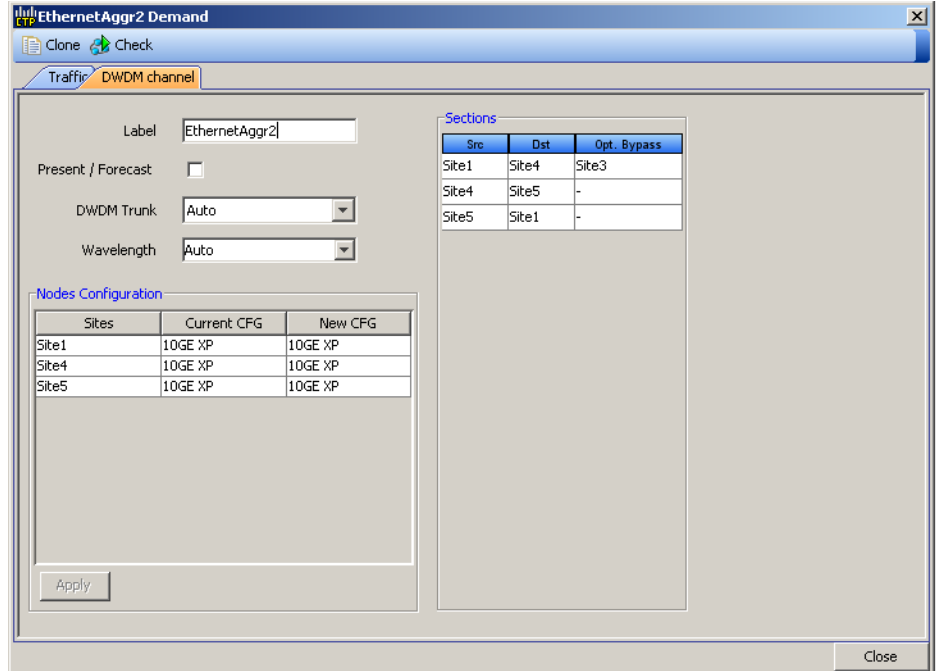 CTP EthernetAggr2 Demand
Clone Check
Traffic DWDM channel
Label EthernetAggr2
Present / Forecast
DWDM Trunk Auto
Wavelength Auto
Nodes Configuration
Sites Current CFG New CFG
Site1 10GE XP 10GE XP
Site4 10GE XP 10GE XP
Site5 10GE XP 10GE XP
Apply
Sections
Src Dst Opt. Bypass
Site1 Site4 Site3
Site4 Site5 -
Site5 Site1 -
Close